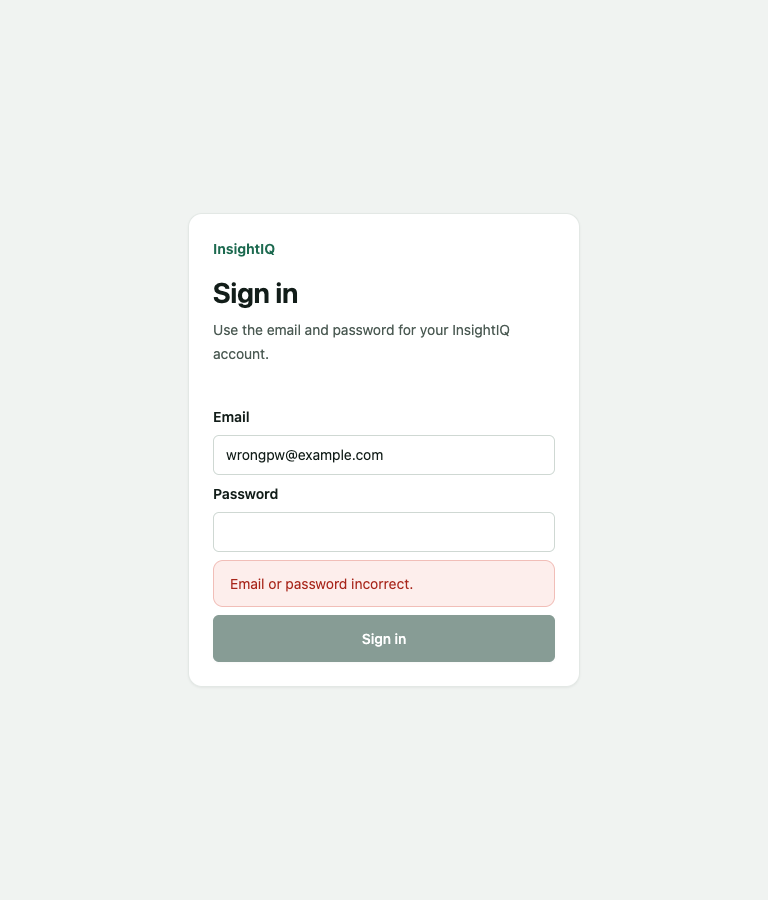 InsightIQ
Sign in
Use the email and password for your InsightIQ
account.
Email
wrongpw@example.com
Password
Email or password incorrect.
Sign in